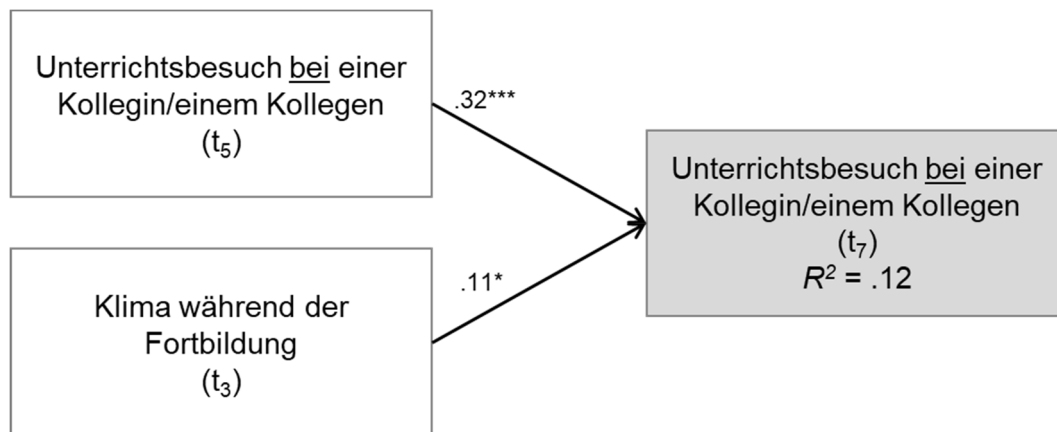 Unterrichtsbesuch bei einer
Kollegin/einem Kollegen
(t₅)
.32***
Unterrichtsbesuch bei einer
Kollegin/einem Kollegen
(t₇)
R² = .12
.11*
Klima während der
Fortbildung
(t₃)